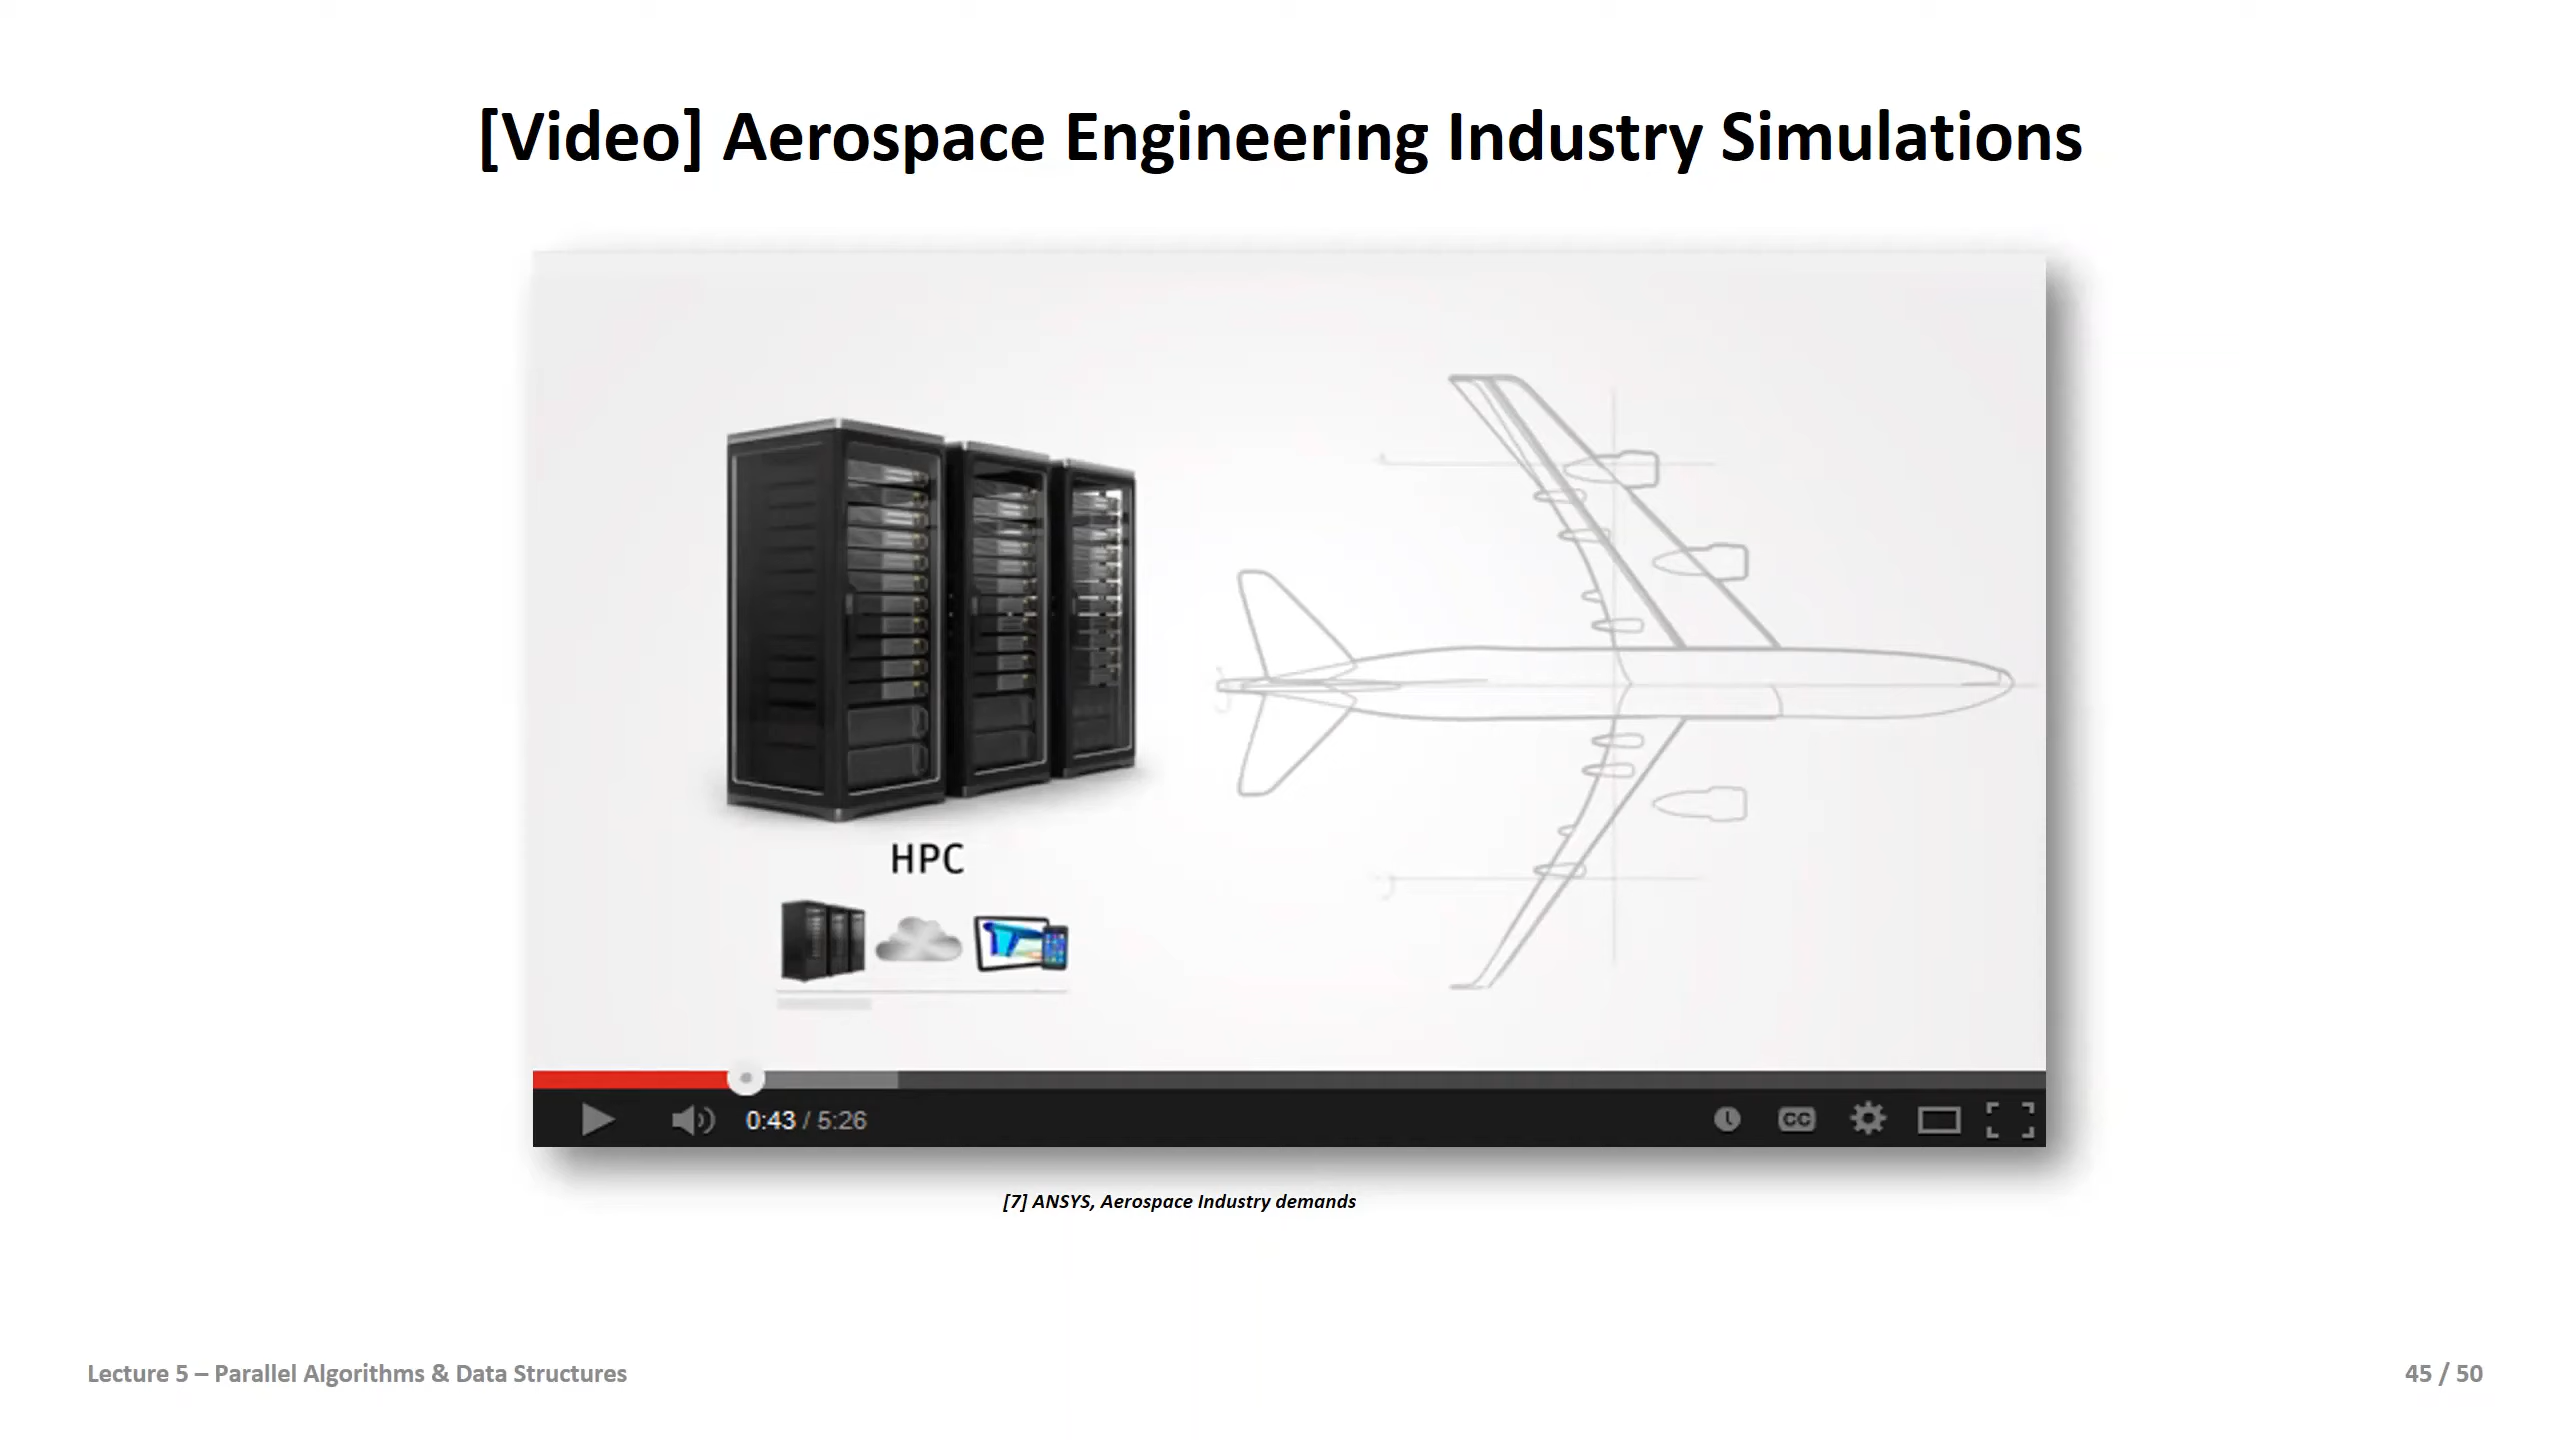 [Video] Aerospace Engineering Industry Simulations
HPC
0:43 / 5:26
CC
[7] ANSYS, Aerospace Industry demands
Lecture 5 – Parallel Algorithms & Data Structures
45 / 50